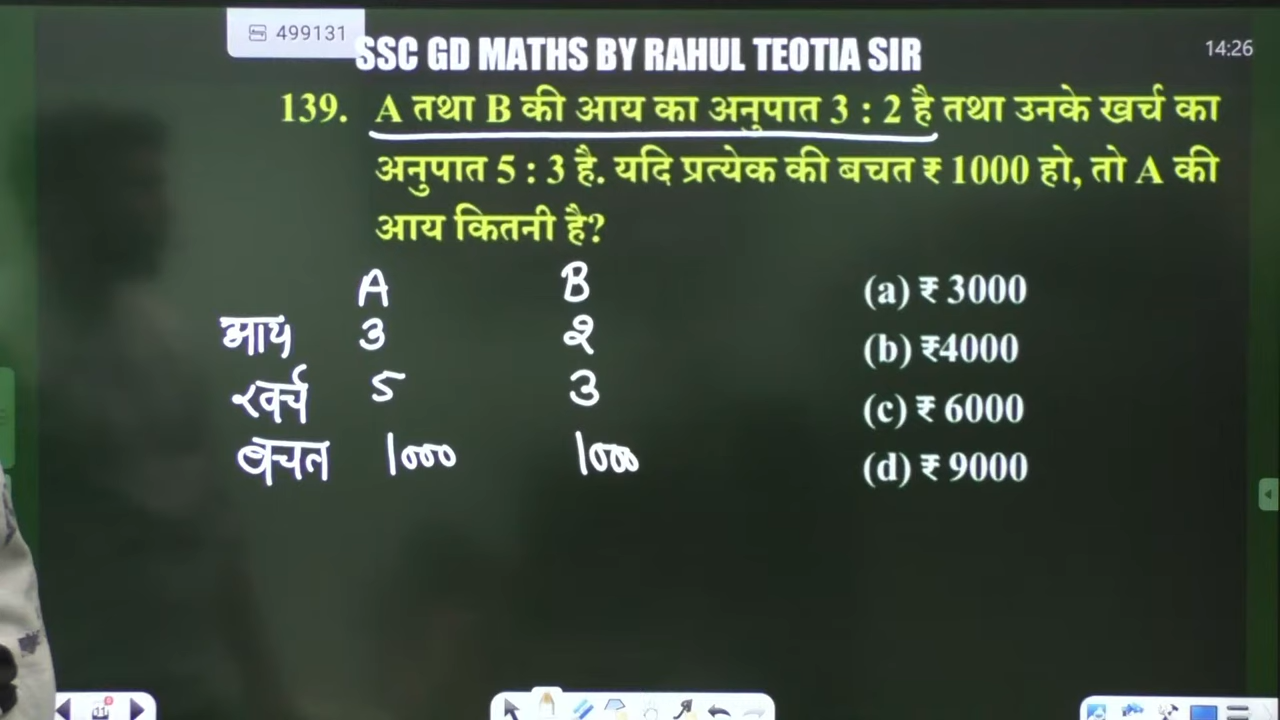 499131
SSC GD MATHS BY RAHUL TEOTIA SIR
14:26
139. A तथा B की आय का अनुपात 3 : 2 है तथा उनके खर्च का
अनुपात 5 : 3 है. यदि प्रत्येक की बचत ₹ 1000 हो, तो A की
आय कितनी है?
A B
आय 3 2
खर्च 5 3
बचत 1000 1000
(a) ₹ 3000
(b) ₹4000
(c) ₹ 6000
(d) ₹ 9000